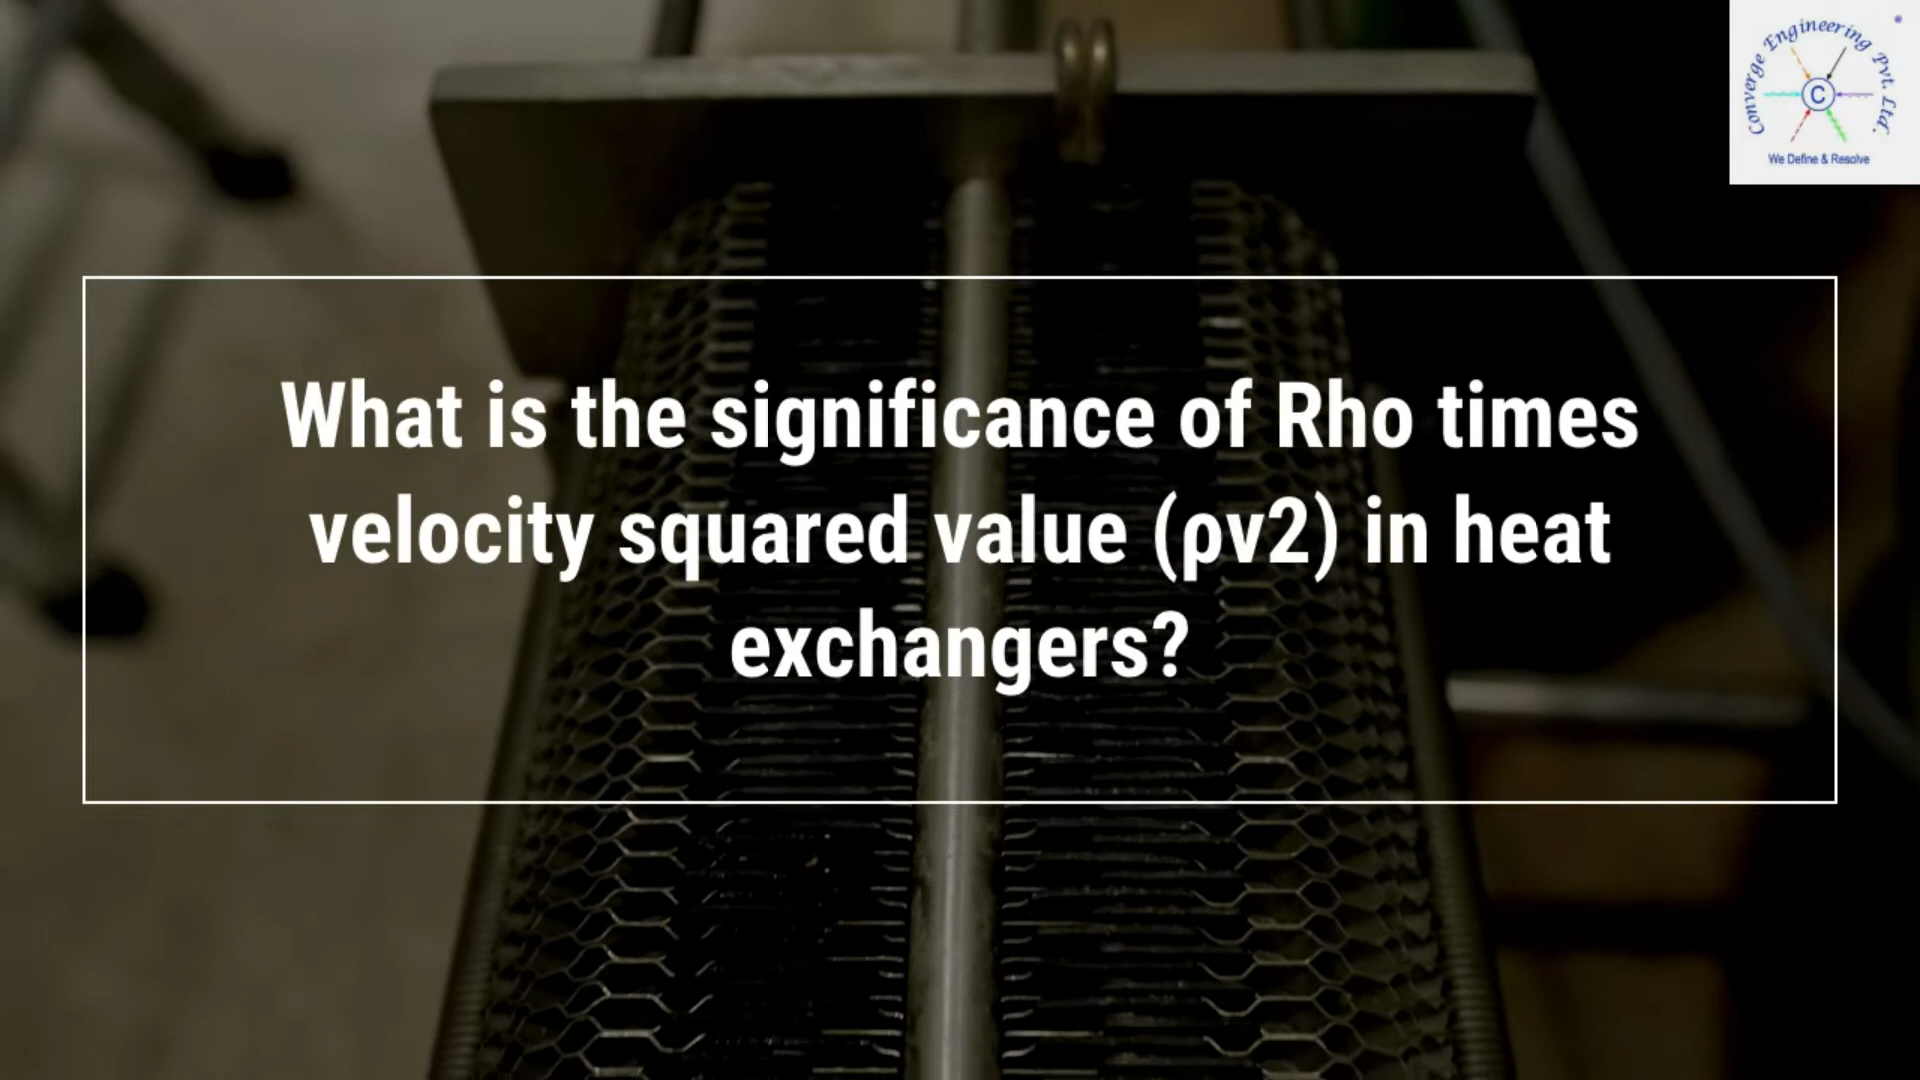 Converge Engineering Pvt. Ltd.
C
We Define & Resolve
What is the significance of Rho times
velocity squared value (ρv2) in heat
exchangers?